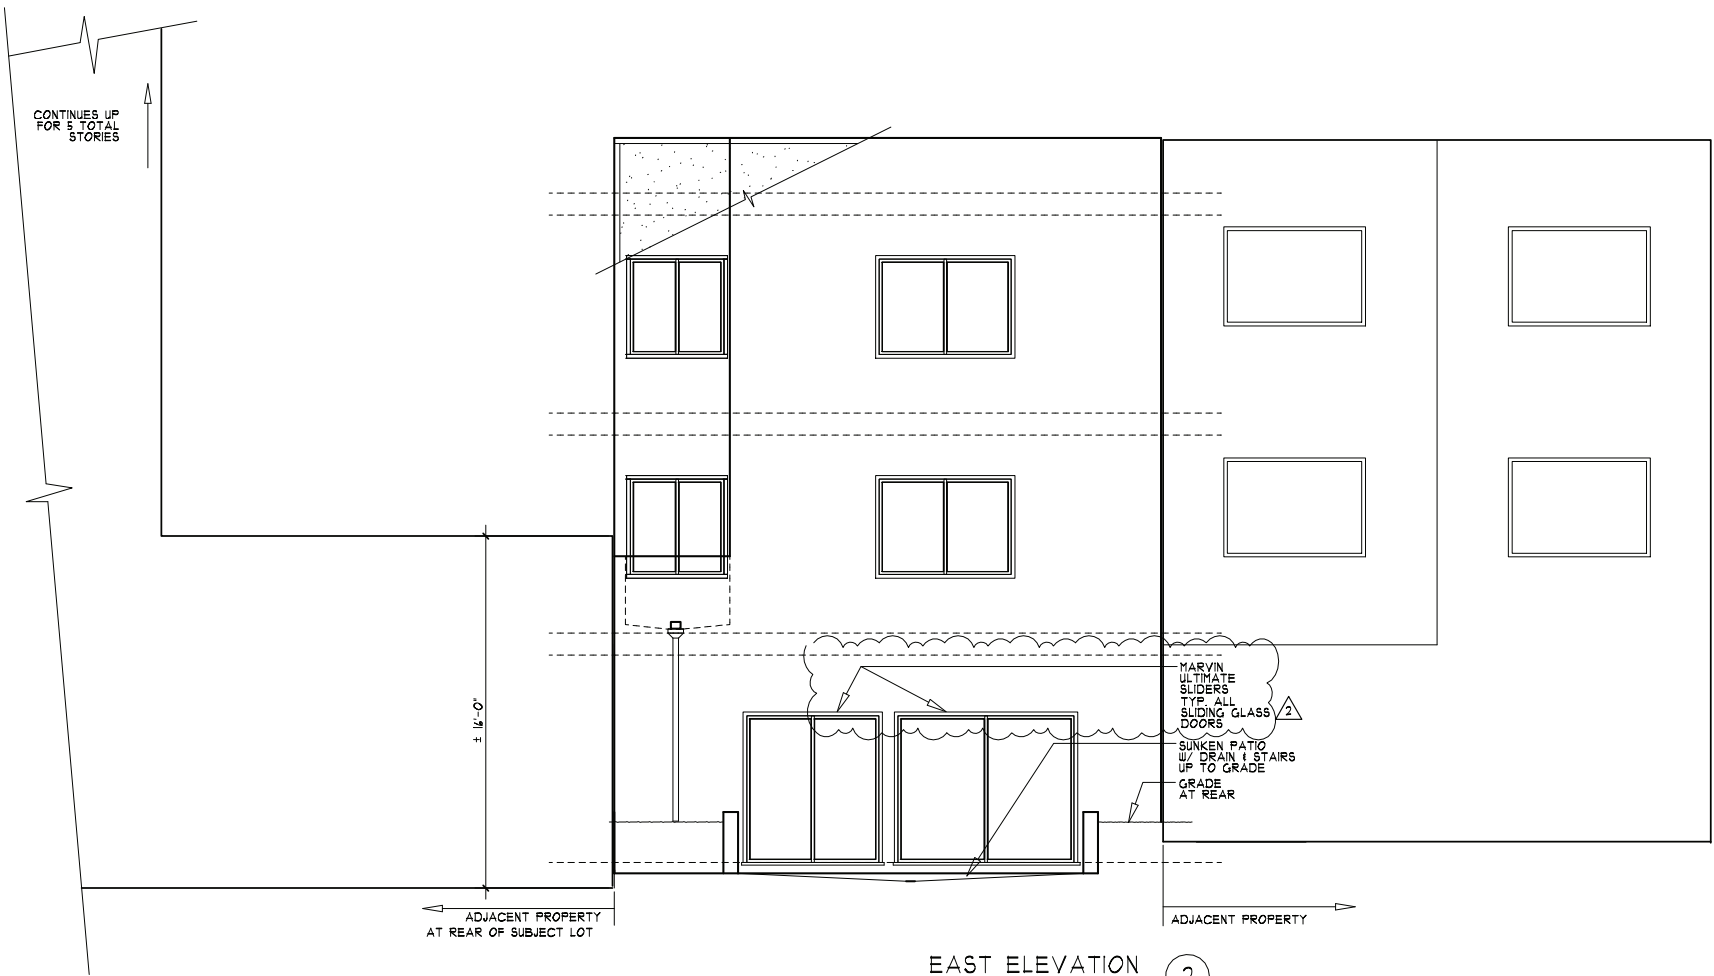 CONTINUES UP
FOR 5 TOTAL
STORIES
± 16'-0"
MARVIN
ULTIMATE
SLIDERS
TYP. ALL
SLIDING GLASS
DOORS
2
SUNKEN PATIO
W/ DRAIN & STAIRS
UP TO GRADE
GRADE
AT REAR
ADJACENT PROPERTY
AT REAR OF SUBJECT LOT
ADJACENT PROPERTY
EAST ELEVATION